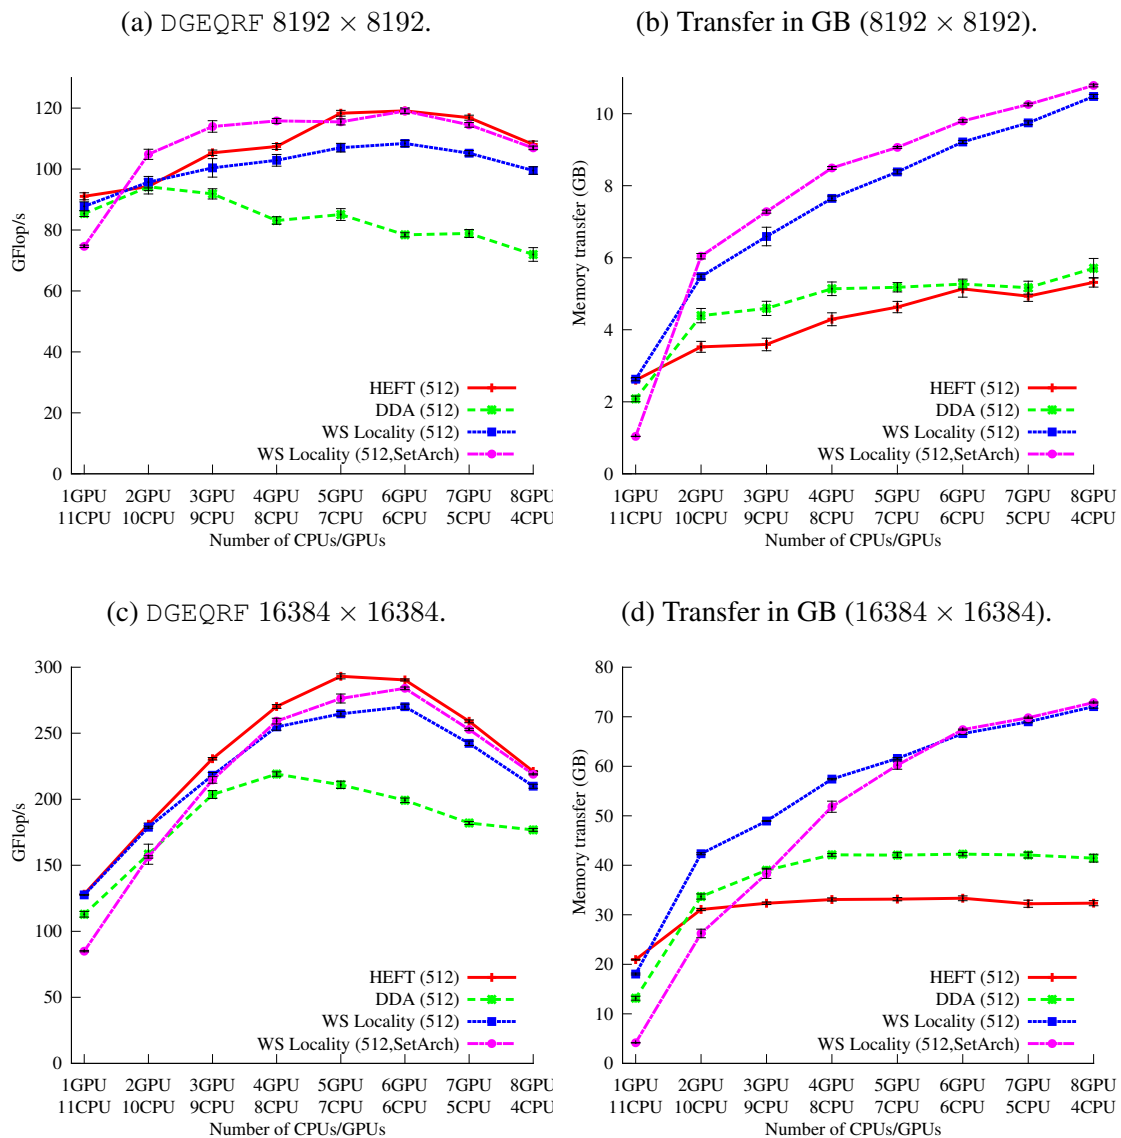 (a) DGEQRF 8192 × 8192.
GFlop/s
120
100
80
60
40
20
0
HEFT (512)
DDA (512)
WS Locality (512)
WS Locality (512,SetArch)
1GPU 2GPU 3GPU 4GPU 5GPU 6GPU 7GPU 8GPU
11CPU 10CPU 9CPU 8CPU 7CPU 6CPU 5CPU 4CPU
Number of CPUs/GPUs
(b) Transfer in GB (8192 × 8192).
Memory transfer (GB)
10
8
6
4
2
0
HEFT (512)
DDA (512)
WS Locality (512)
WS Locality (512,SetArch)
1GPU 2GPU 3GPU 4GPU 5GPU 6GPU 7GPU 8GPU
11CPU 10CPU 9CPU 8CPU 7CPU 6CPU 5CPU 4CPU
Number of CPUs/GPUs
(c) DGEQRF 16384 × 16384.
GFlop/s
300
250
200
150
100
50
0
HEFT (512)
DDA (512)
WS Locality (512)
WS Locality (512,SetArch)
1GPU 2GPU 3GPU 4GPU 5GPU 6GPU 7GPU 8GPU
11CPU 10CPU 9CPU 8CPU 7CPU 6CPU 5CPU 4CPU
Number of CPUs/GPUs
(d) Transfer in GB (16384 × 16384).
Memory transfer (GB)
80
70
60
50
40
30
20
10
0
HEFT (512)
DDA (512)
WS Locality (512)
WS Locality (512,SetArch)
1GPU 2GPU 3GPU 4GPU 5GPU 6GPU 7GPU 8GPU
11CPU 10CPU 9CPU 8CPU 7CPU 6CPU 5CPU 4CPU
Number of CPUs/GPUs